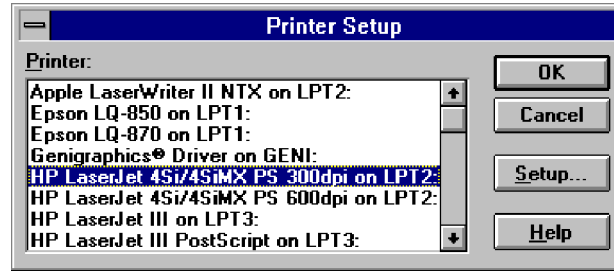 Printer Setup
Printer:
Apple LaserWriter II NTX on LPT2:
Epson LQ-850 on LPT1:
Epson LQ-870 on LPT1:
Genigraphics® Driver on GENI:
HP LaserJet 4Si/4SiMX PS 300dpi on LPT2:
HP LaserJet 4Si/4SiMX PS 600dpi on LPT2:
HP LaserJet III on LPT3:
HP LaserJet III PostScript on LPT3:
OK
Cancel
Setup...
Help